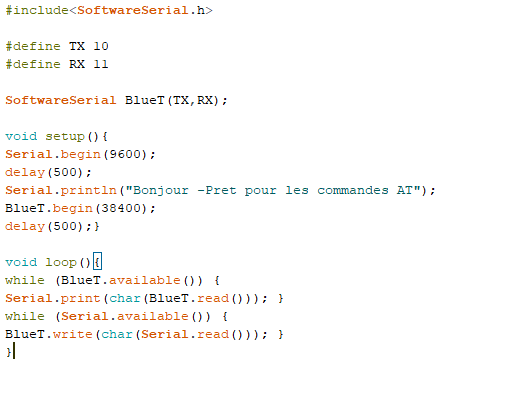 #include<SoftwareSerial.h>
#define TX 10
#define RX 11
SoftwareSerial BlueT(TX,RX);
void setup(){
Serial.begin(9600);
delay(500);
Serial.println("Bonjour -Pret pour les commandes AT");
BlueT.begin(38400);
delay(500);}
void loop(){
while (BlueT.available()) {
Serial.print(char(BlueT.read())); }
while (Serial.available()) {
BlueT.write(char(Serial.read())); }
}